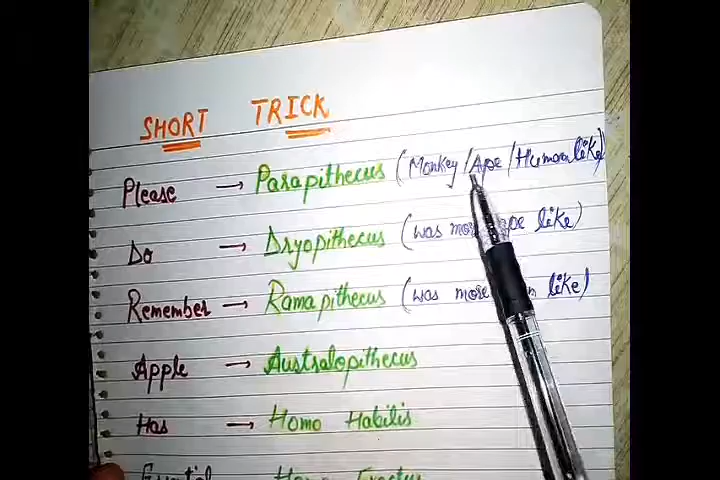 SHORT TRICK
Please → Parapithecus (Monkey/Ape/Human like)
Do → Dryopithecus (was more like)
Remember → Ramapithecus (was more like)
Apple → Australopithecus
Has → Homo Habilis